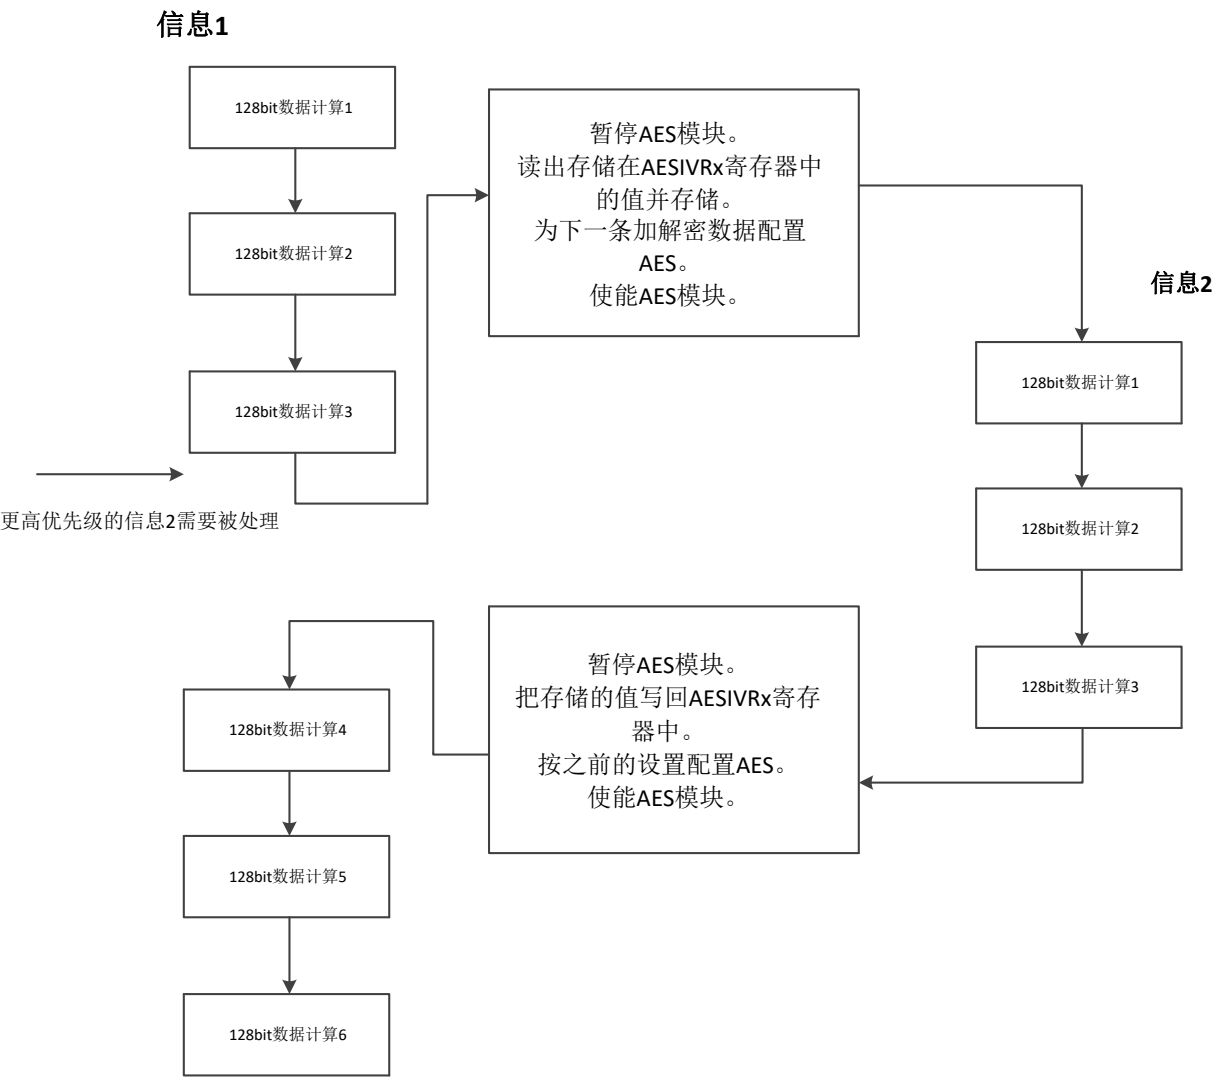 信息1
128bit数据计算1
128bit数据计算2
128bit数据计算3
更高优先级的信息2需要被处理
暂停AES模块。
读出存储在AESIVRx寄存器中
的值并存储。
为下一条加解密数据配置
AES。
使能AES模块。
信息2
128bit数据计算1
128bit数据计算2
128bit数据计算3
暂停AES模块。
把存储的值写回AESIVRx寄存
器中。
按之前的设置配置AES。
使能AES模块。
128bit数据计算4
128bit数据计算5
128bit数据计算6